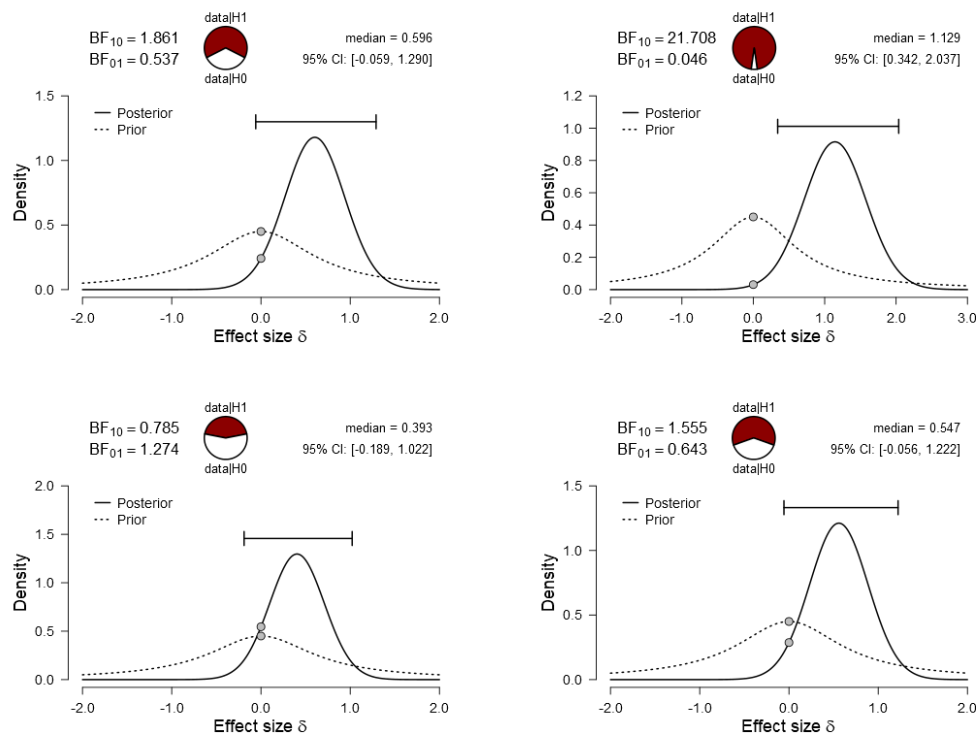 data|H1
BF10 = 1.861
BF01 = 0.537
median = 0.596
95% CI: [-0.059, 1.290]
data|H0
1.5
1.0
0.5
0.0
Density
Posterior
Prior
-2.0 -1.0 0.0 1.0 2.0
Effect size δ
data|H1
BF10 = 21.708
BF01 = 0.046
median = 1.129
95% CI: [0.342, 2.037]
data|H0
1.2
1.0
0.8
0.6
0.4
0.2
0.0
Density
Posterior
Prior
-2.0 -1.0 0.0 1.0 2.0 3.0
Effect size δ
data|H1
BF10 = 0.785
BF01 = 1.274
median = 0.393
95% CI: [-0.189, 1.022]
data|H0
2.0
1.5
1.0
0.5
0.0
Density
Posterior
Prior
-2.0 -1.0 0.0 1.0 2.0
Effect size δ
data|H1
BF10 = 1.555
BF01 = 0.643
median = 0.547
95% CI: [-0.056, 1.222]
data|H0
1.5
1.0
0.5
0.0
Density
Posterior
Prior
-2.0 -1.0 0.0 1.0 2.0
Effect size δ